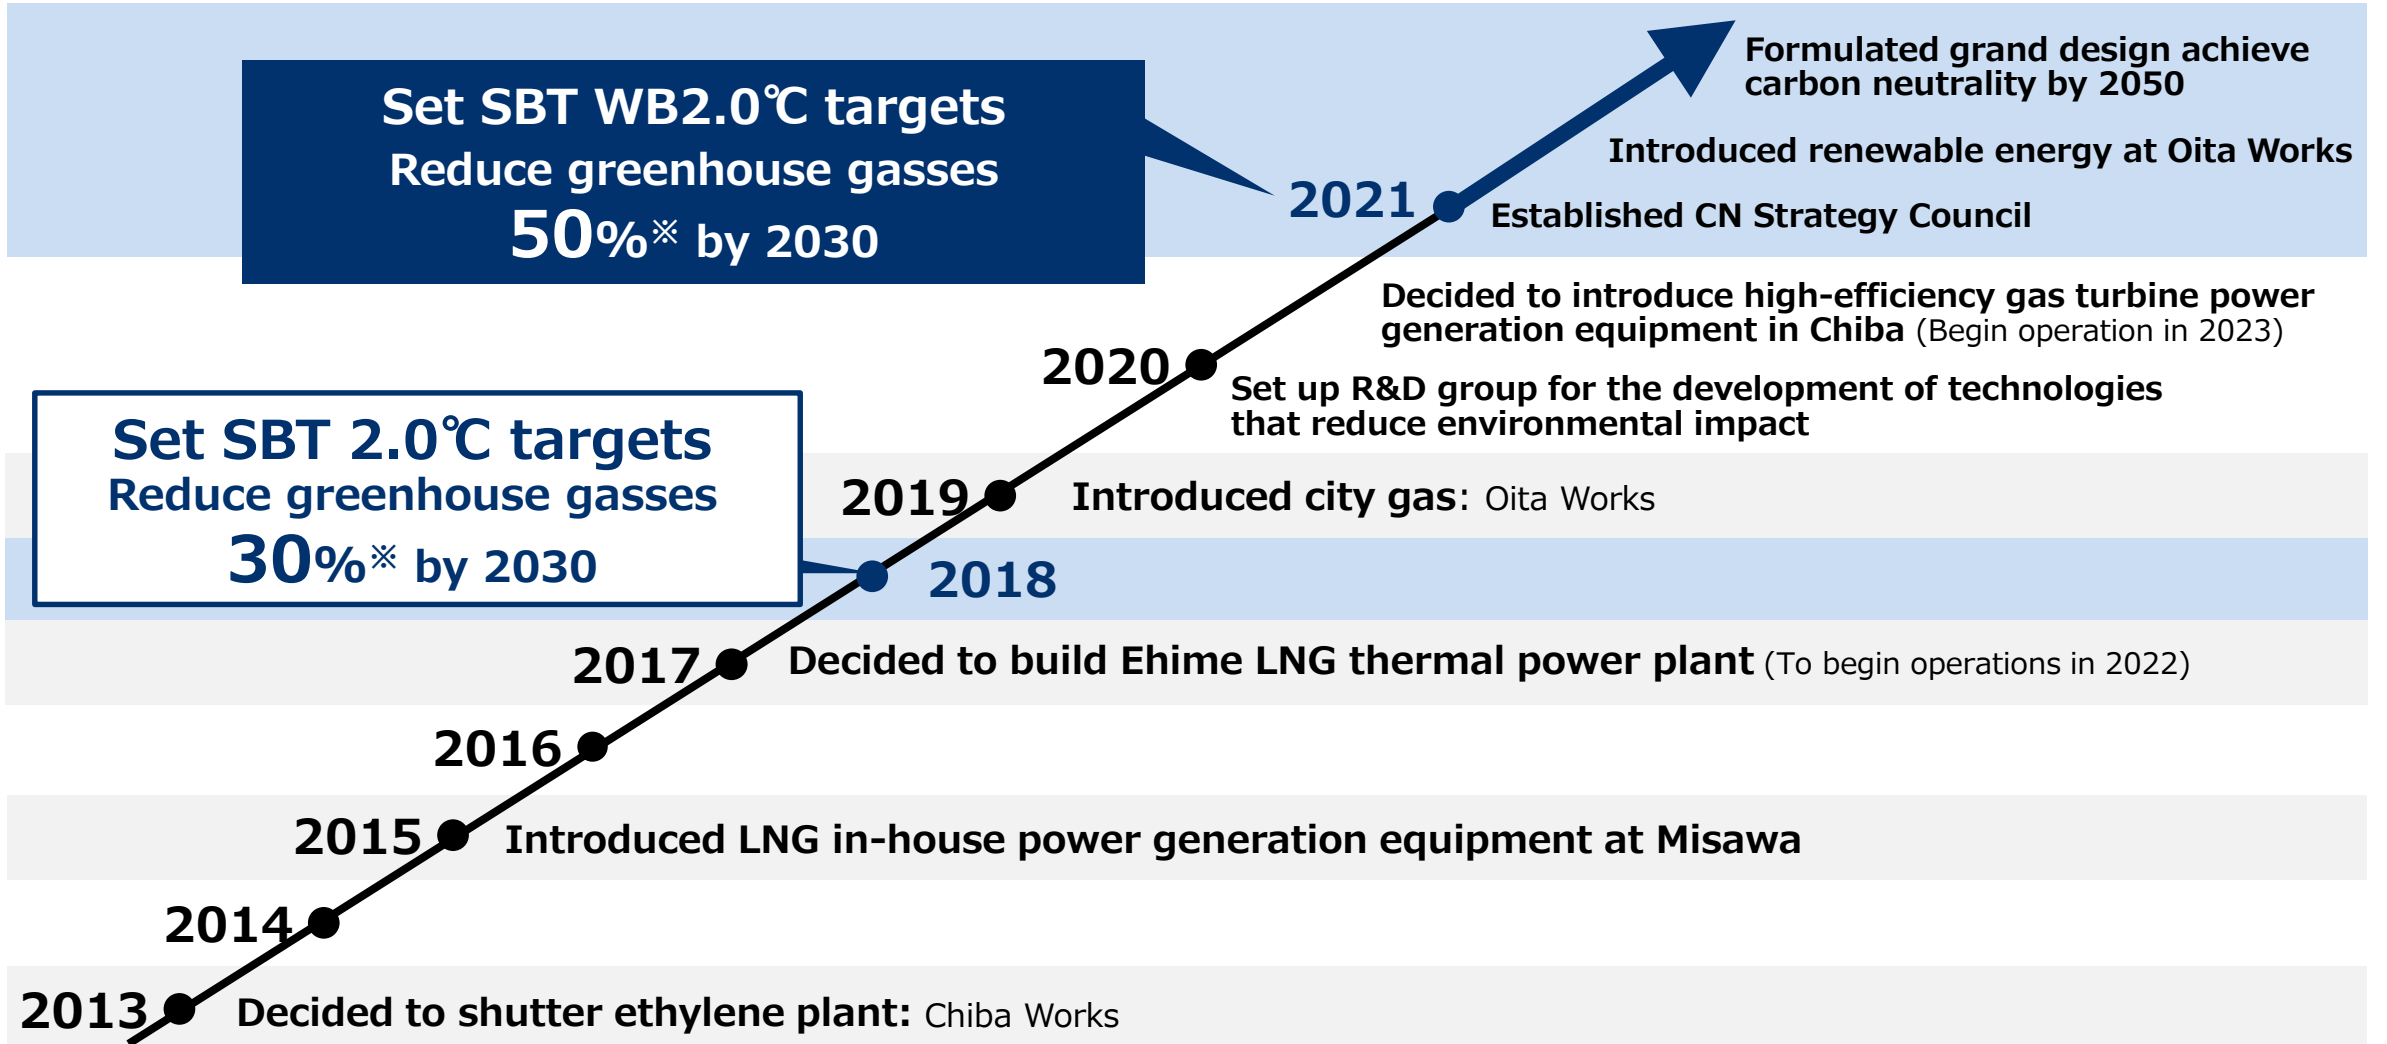 Formulated grand design achieve
carbon neutrality by 2050
Set SBT WB2.0℃ targets
Reduce greenhouse gasses
50%※ by 2030
Introduced renewable energy at Oita Works
2021
Established CN Strategy Council
Decided to introduce high-efficiency gas turbine power
generation equipment in Chiba (Begin operation in 2023)
2020
Set up R&D group for the development of technologies
that reduce environmental impact
Set SBT 2.0℃ targets
Reduce greenhouse gasses
30%※ by 2030
2019 Introduced city gas: Oita Works
2018
2017 Decided to build Ehime LNG thermal power plant (To begin operations in 2022)
2016
2015 Introduced LNG in-house power generation equipment at Misawa
2014
2013 Decided to shutter ethylene plant: Chiba Works